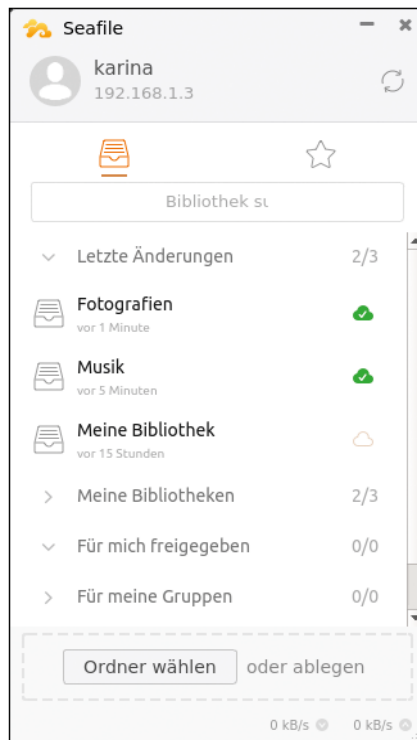 Seafile
karina
192.168.1.3
Bibliothek su
Letzte Änderungen 2/3
Fotografien
vor 1 Minute
Musik
vor 5 Minuten
Meine Bibliothek
vor 15 Stunden
Meine Bibliotheken 2/3
Für mich freigegeben 0/0
Für meine Gruppen 0/0
Ordner wählen oder ablegen
0 kB/s 0 kB/s